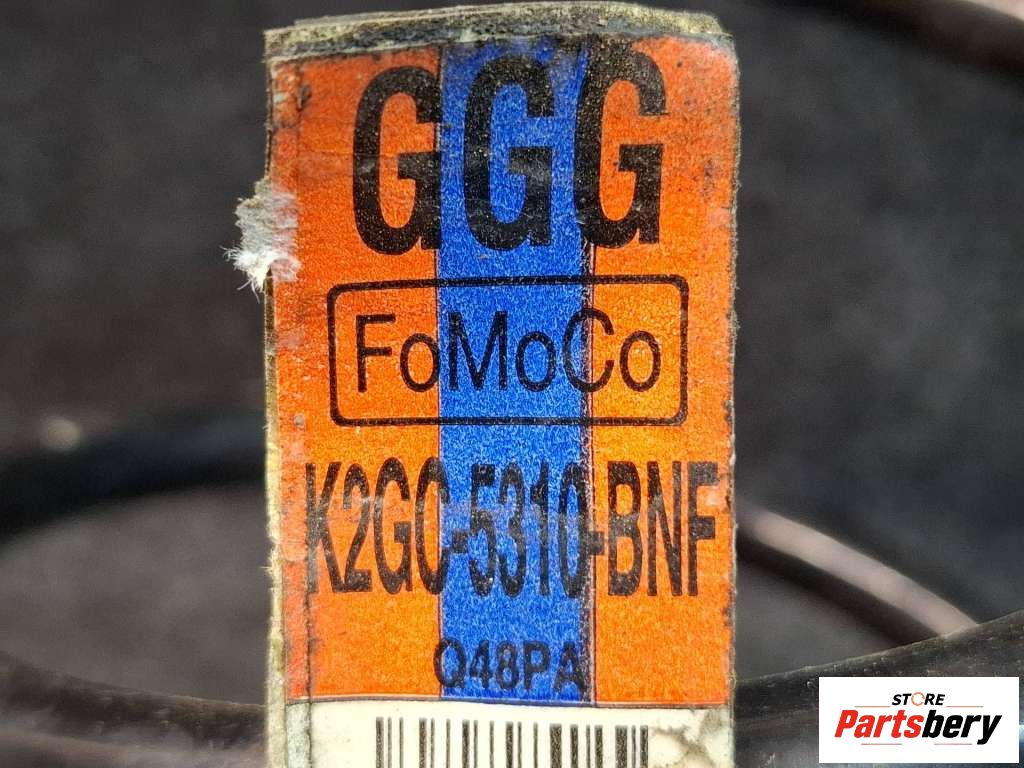 GGG
FoMoCo
K2GC-5310-BNF
Q48PA
STORE
Partsbery